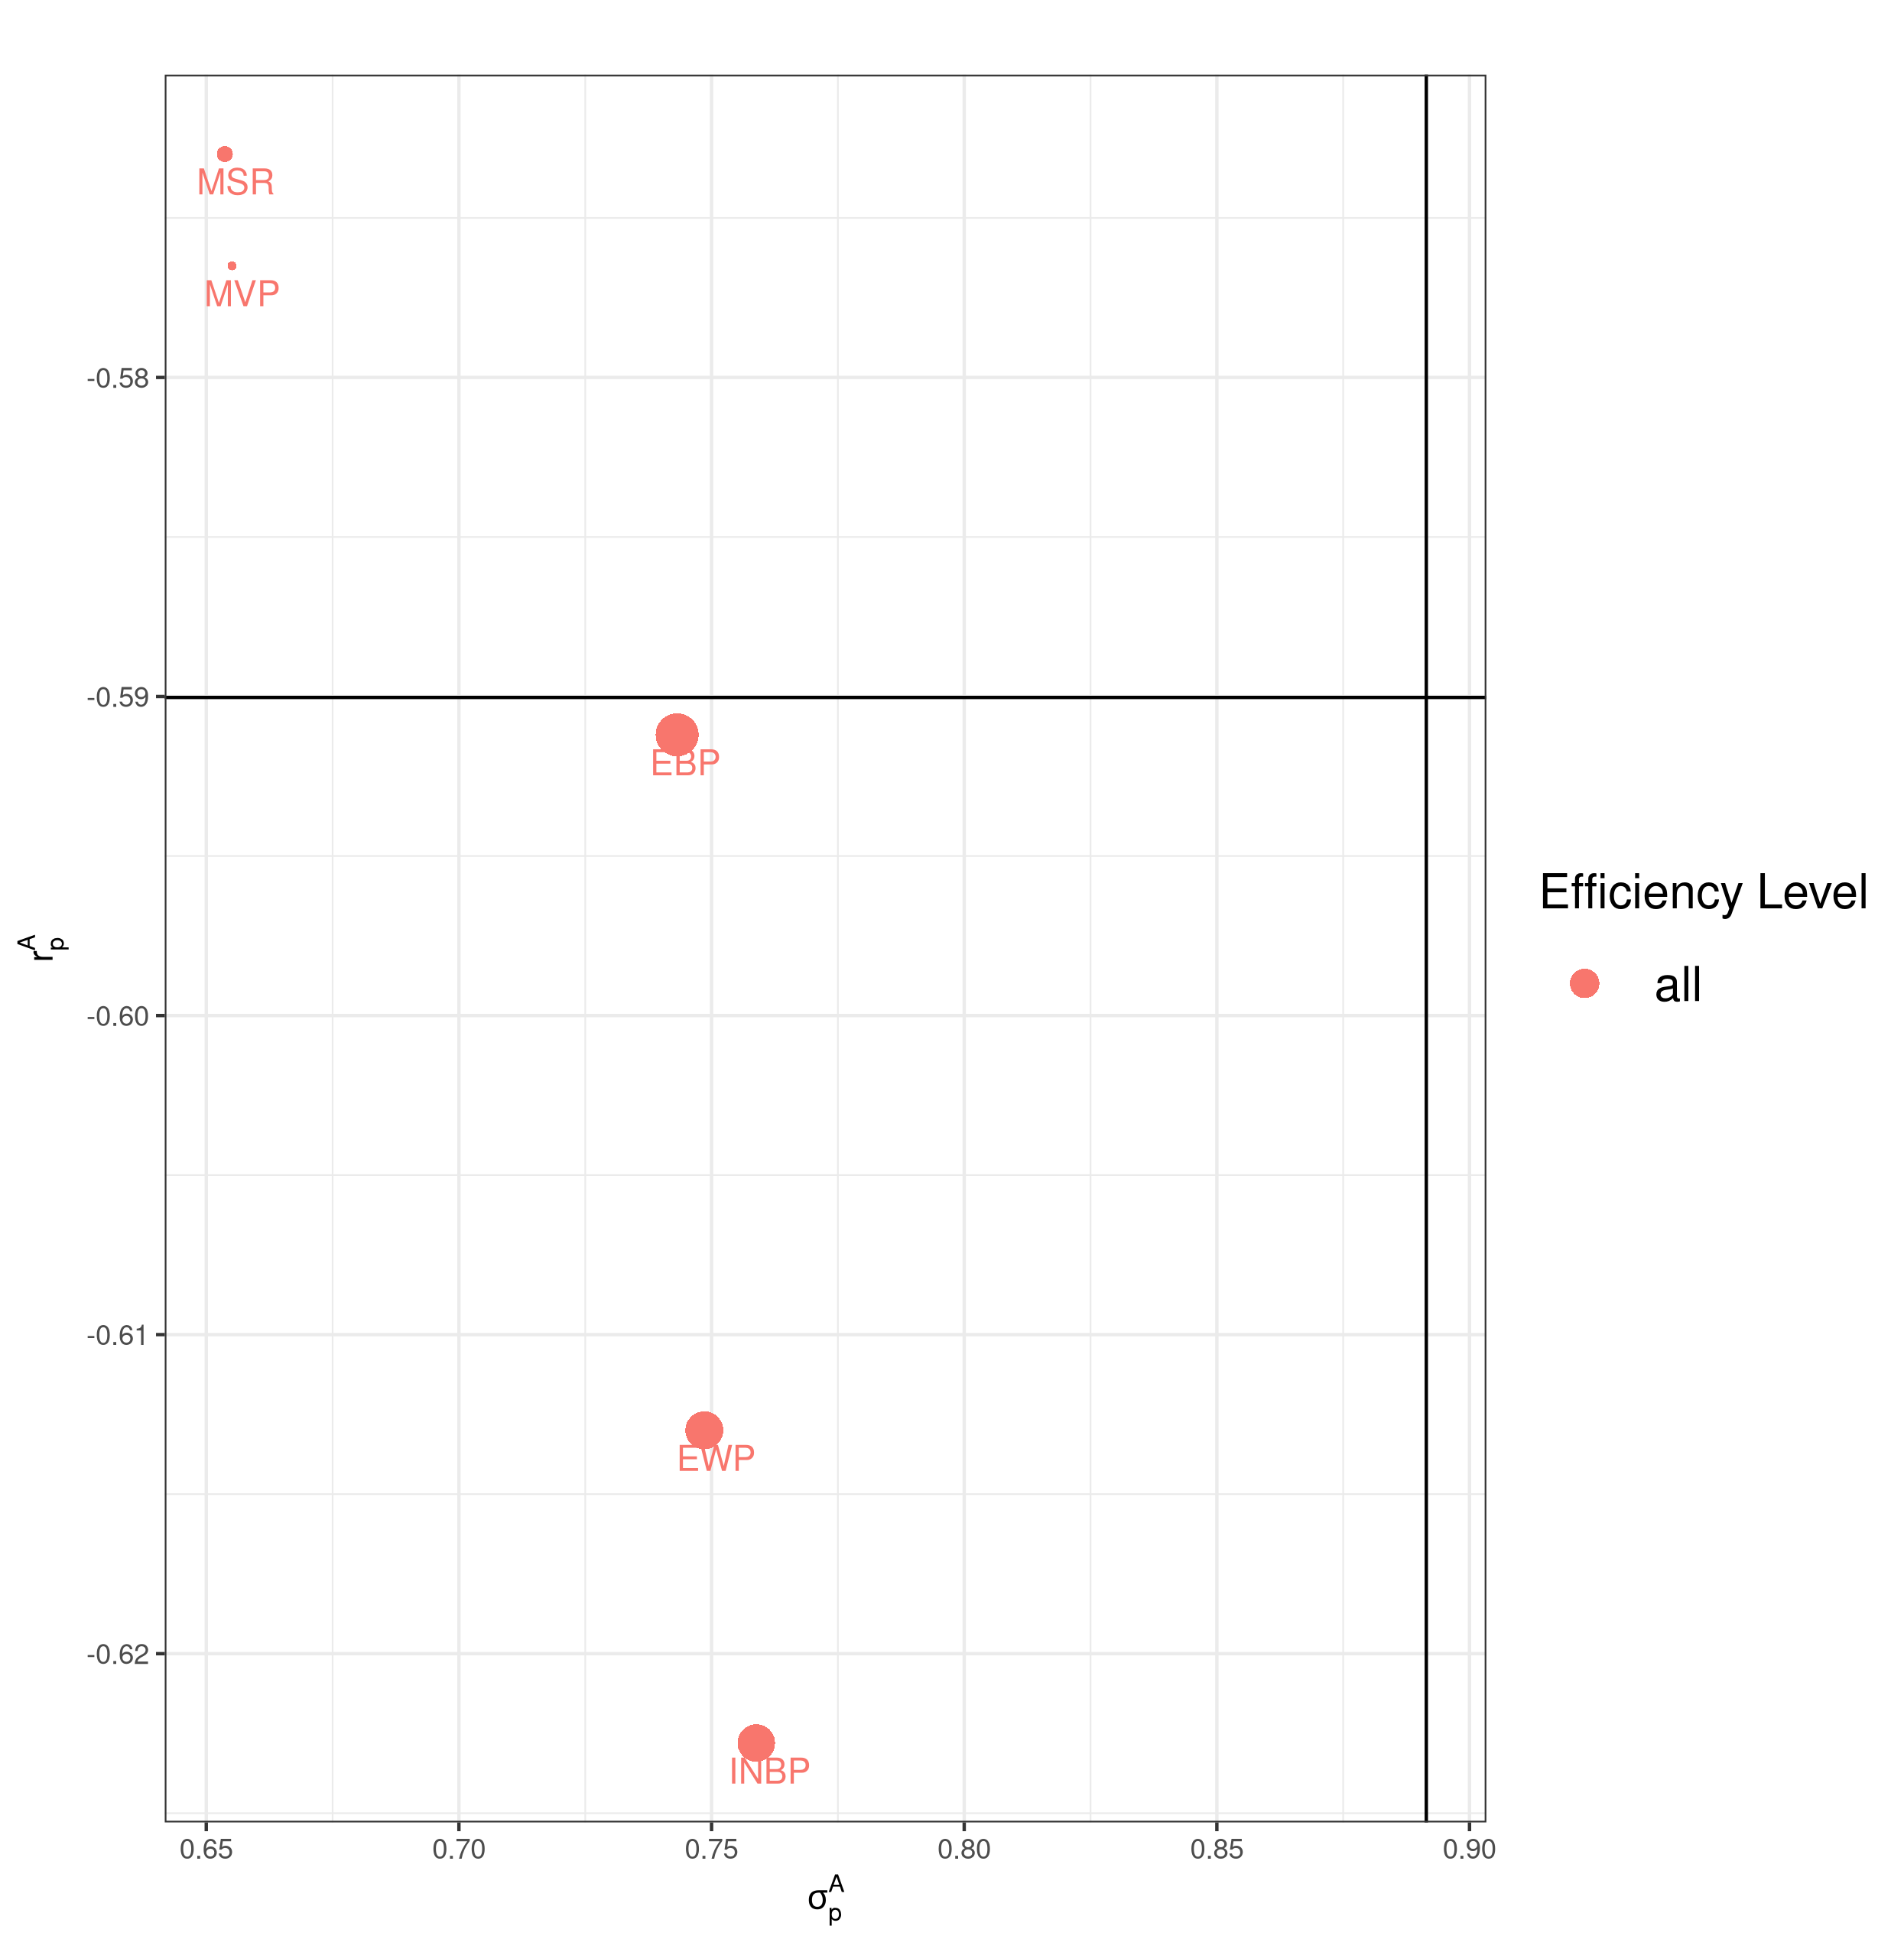 MSR
MVP
-0.58
-0.59
EBP
Efficiency Level
r_p^A
all
-0.60
-0.61
EWP
-0.62
INBP
0.65 0.70 0.75 0.80 0.85 0.90
σ_p^A